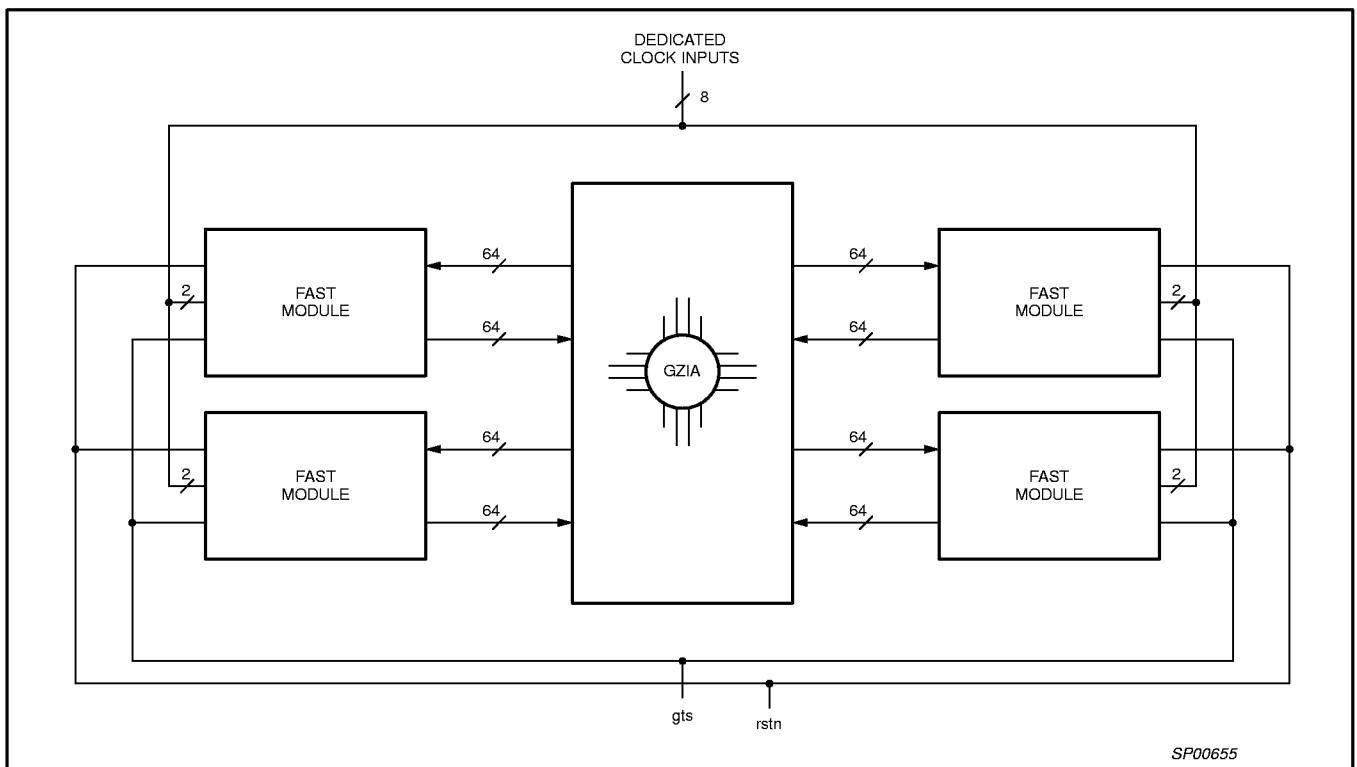 DEDICATED
CLOCK INPUTS
8
64
64
2
FAST
MODULE
FAST
MODULE
2
64
64
GZIA
64
64
2
FAST
MODULE
FAST
MODULE
2
64
64
gts
rstn
SP00655